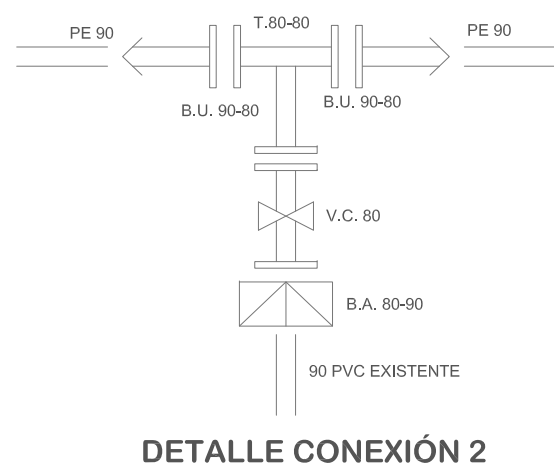 T.80-80
PE 90
PE 90
B.U. 90-80
B.U. 90-80
V.C. 80
B.A. 80-90
90 PVC EXISTENTE
DETALLE CONEXIÓN 2